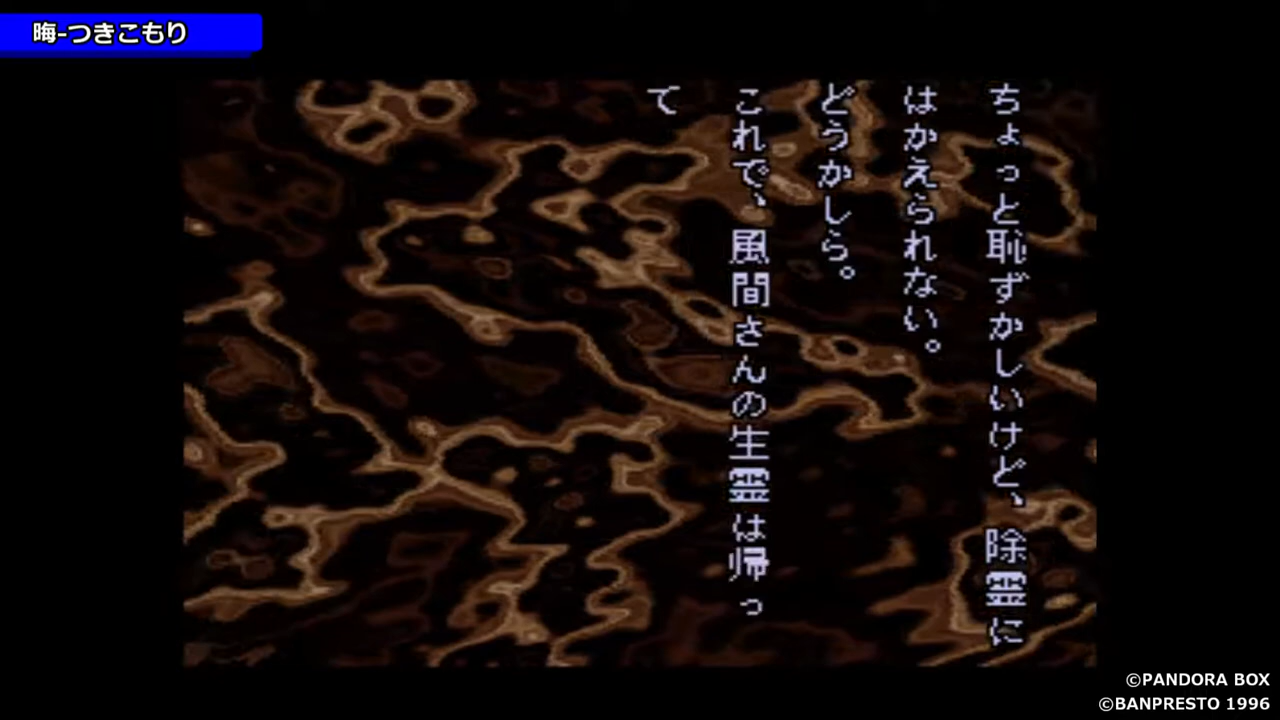 晦-つきこもり
ちょっと恥ずかしいけど、除霊に
はかえられない。
どうかしら。
これで、風間さんの生霊は帰っ
て
©PANDORA BOX
©BANPRESTO 1996